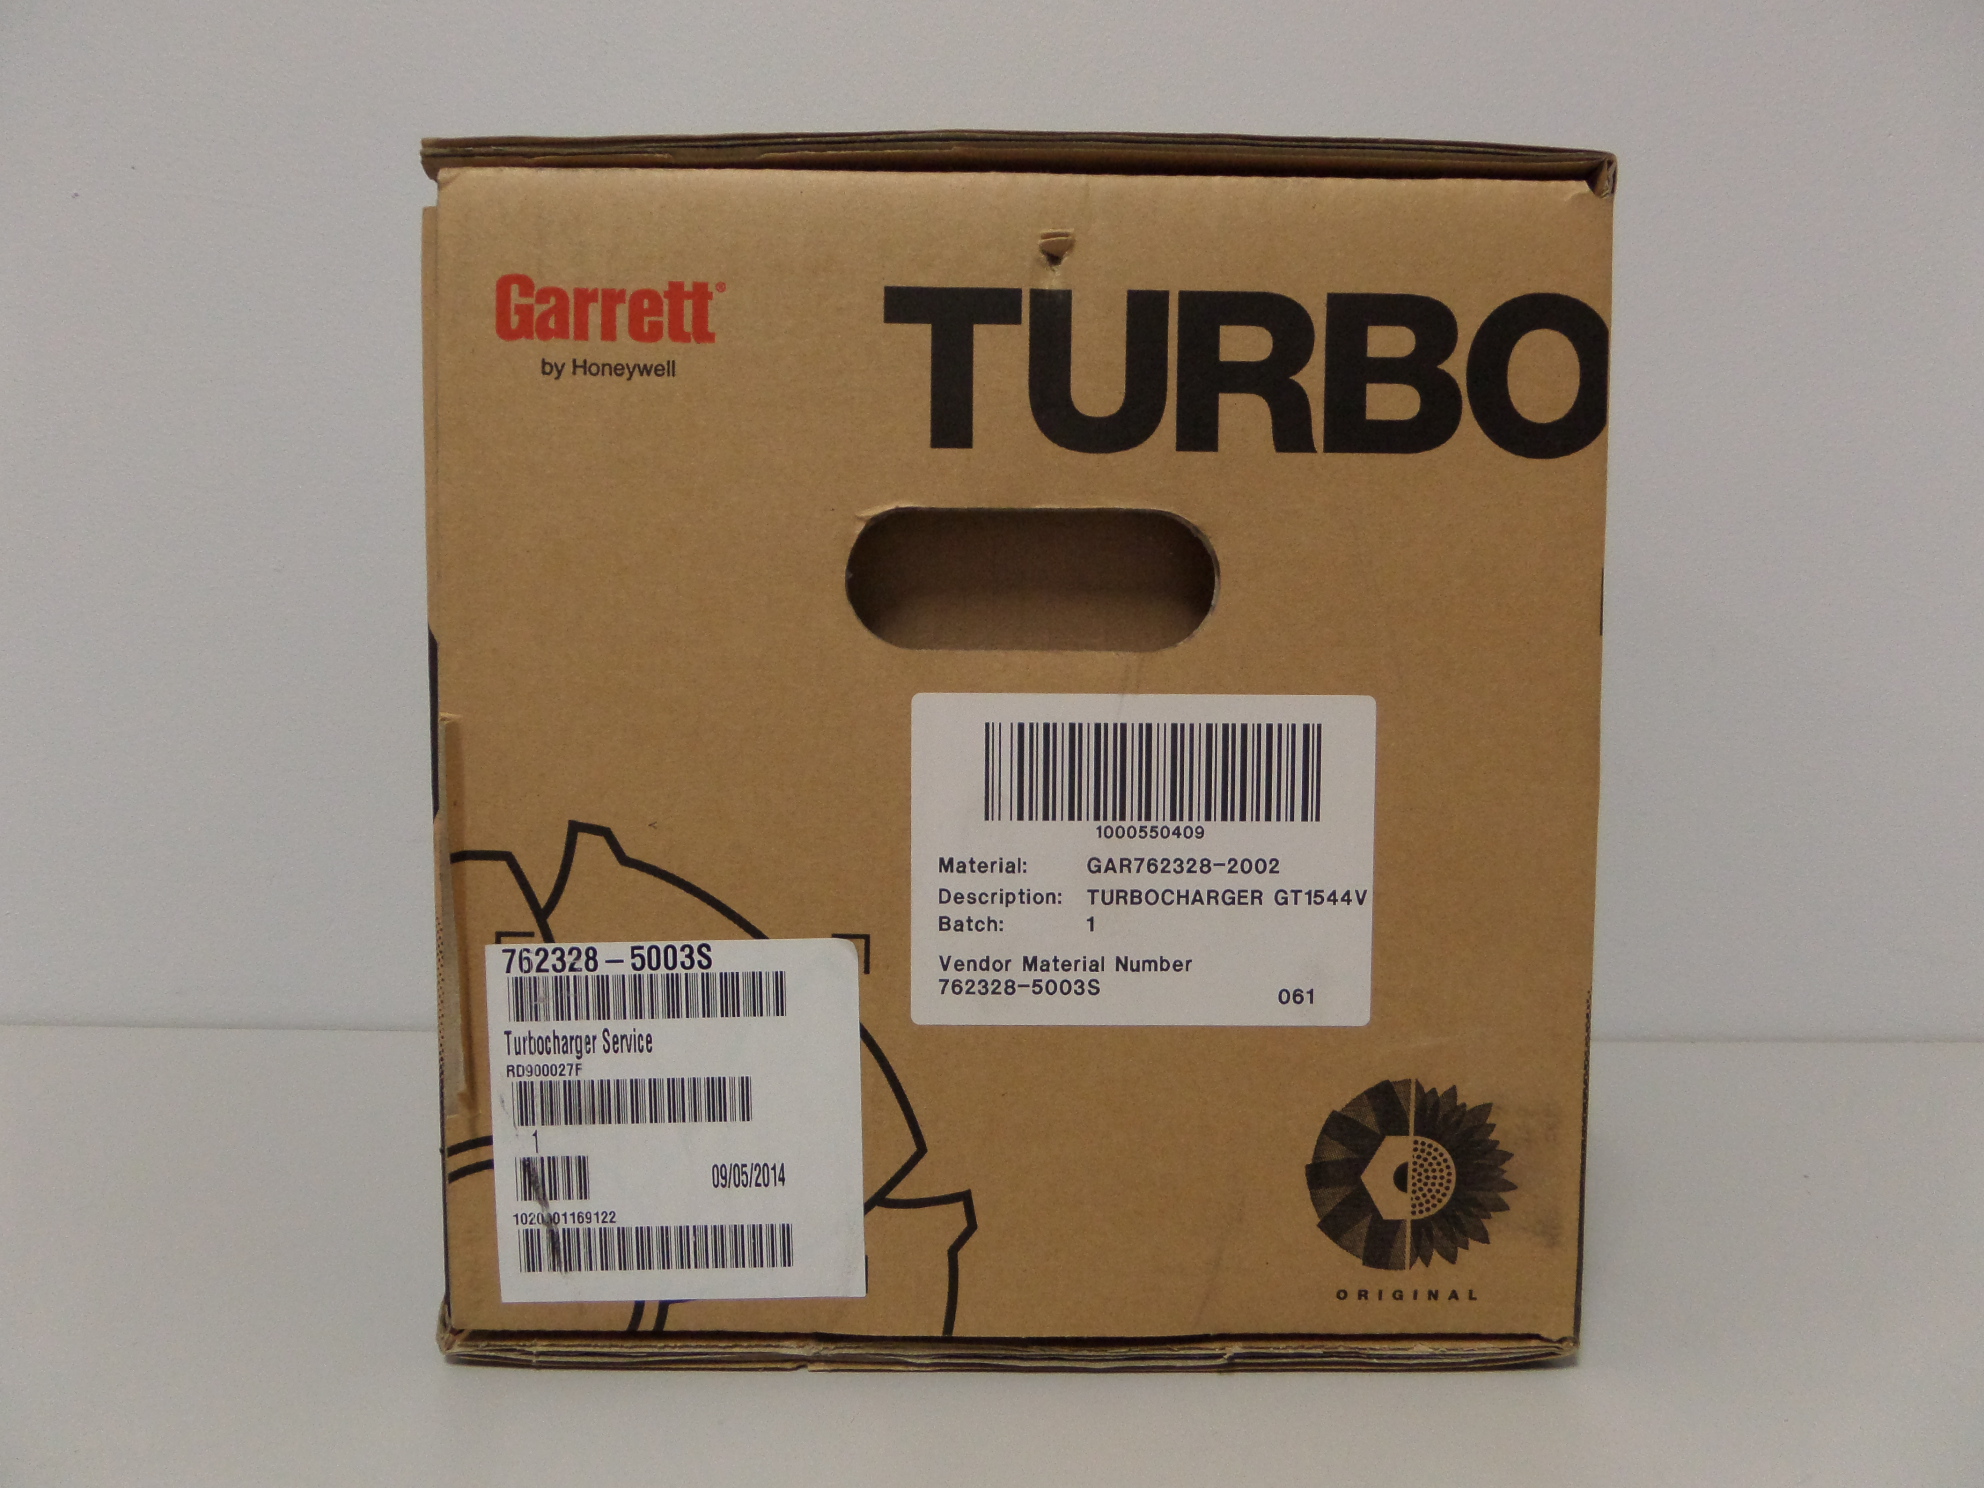 Garrett®
by Honeywell
TURBO
1000550409
Material: GAR762328-2002
Description: TURBOCHARGER GT1544V
Batch: 1
Vendor Material Number
762328-5003S
061
762328-5003S
Turbocharger Service
RD900027F
1
09/05/2014
ORIGINAL